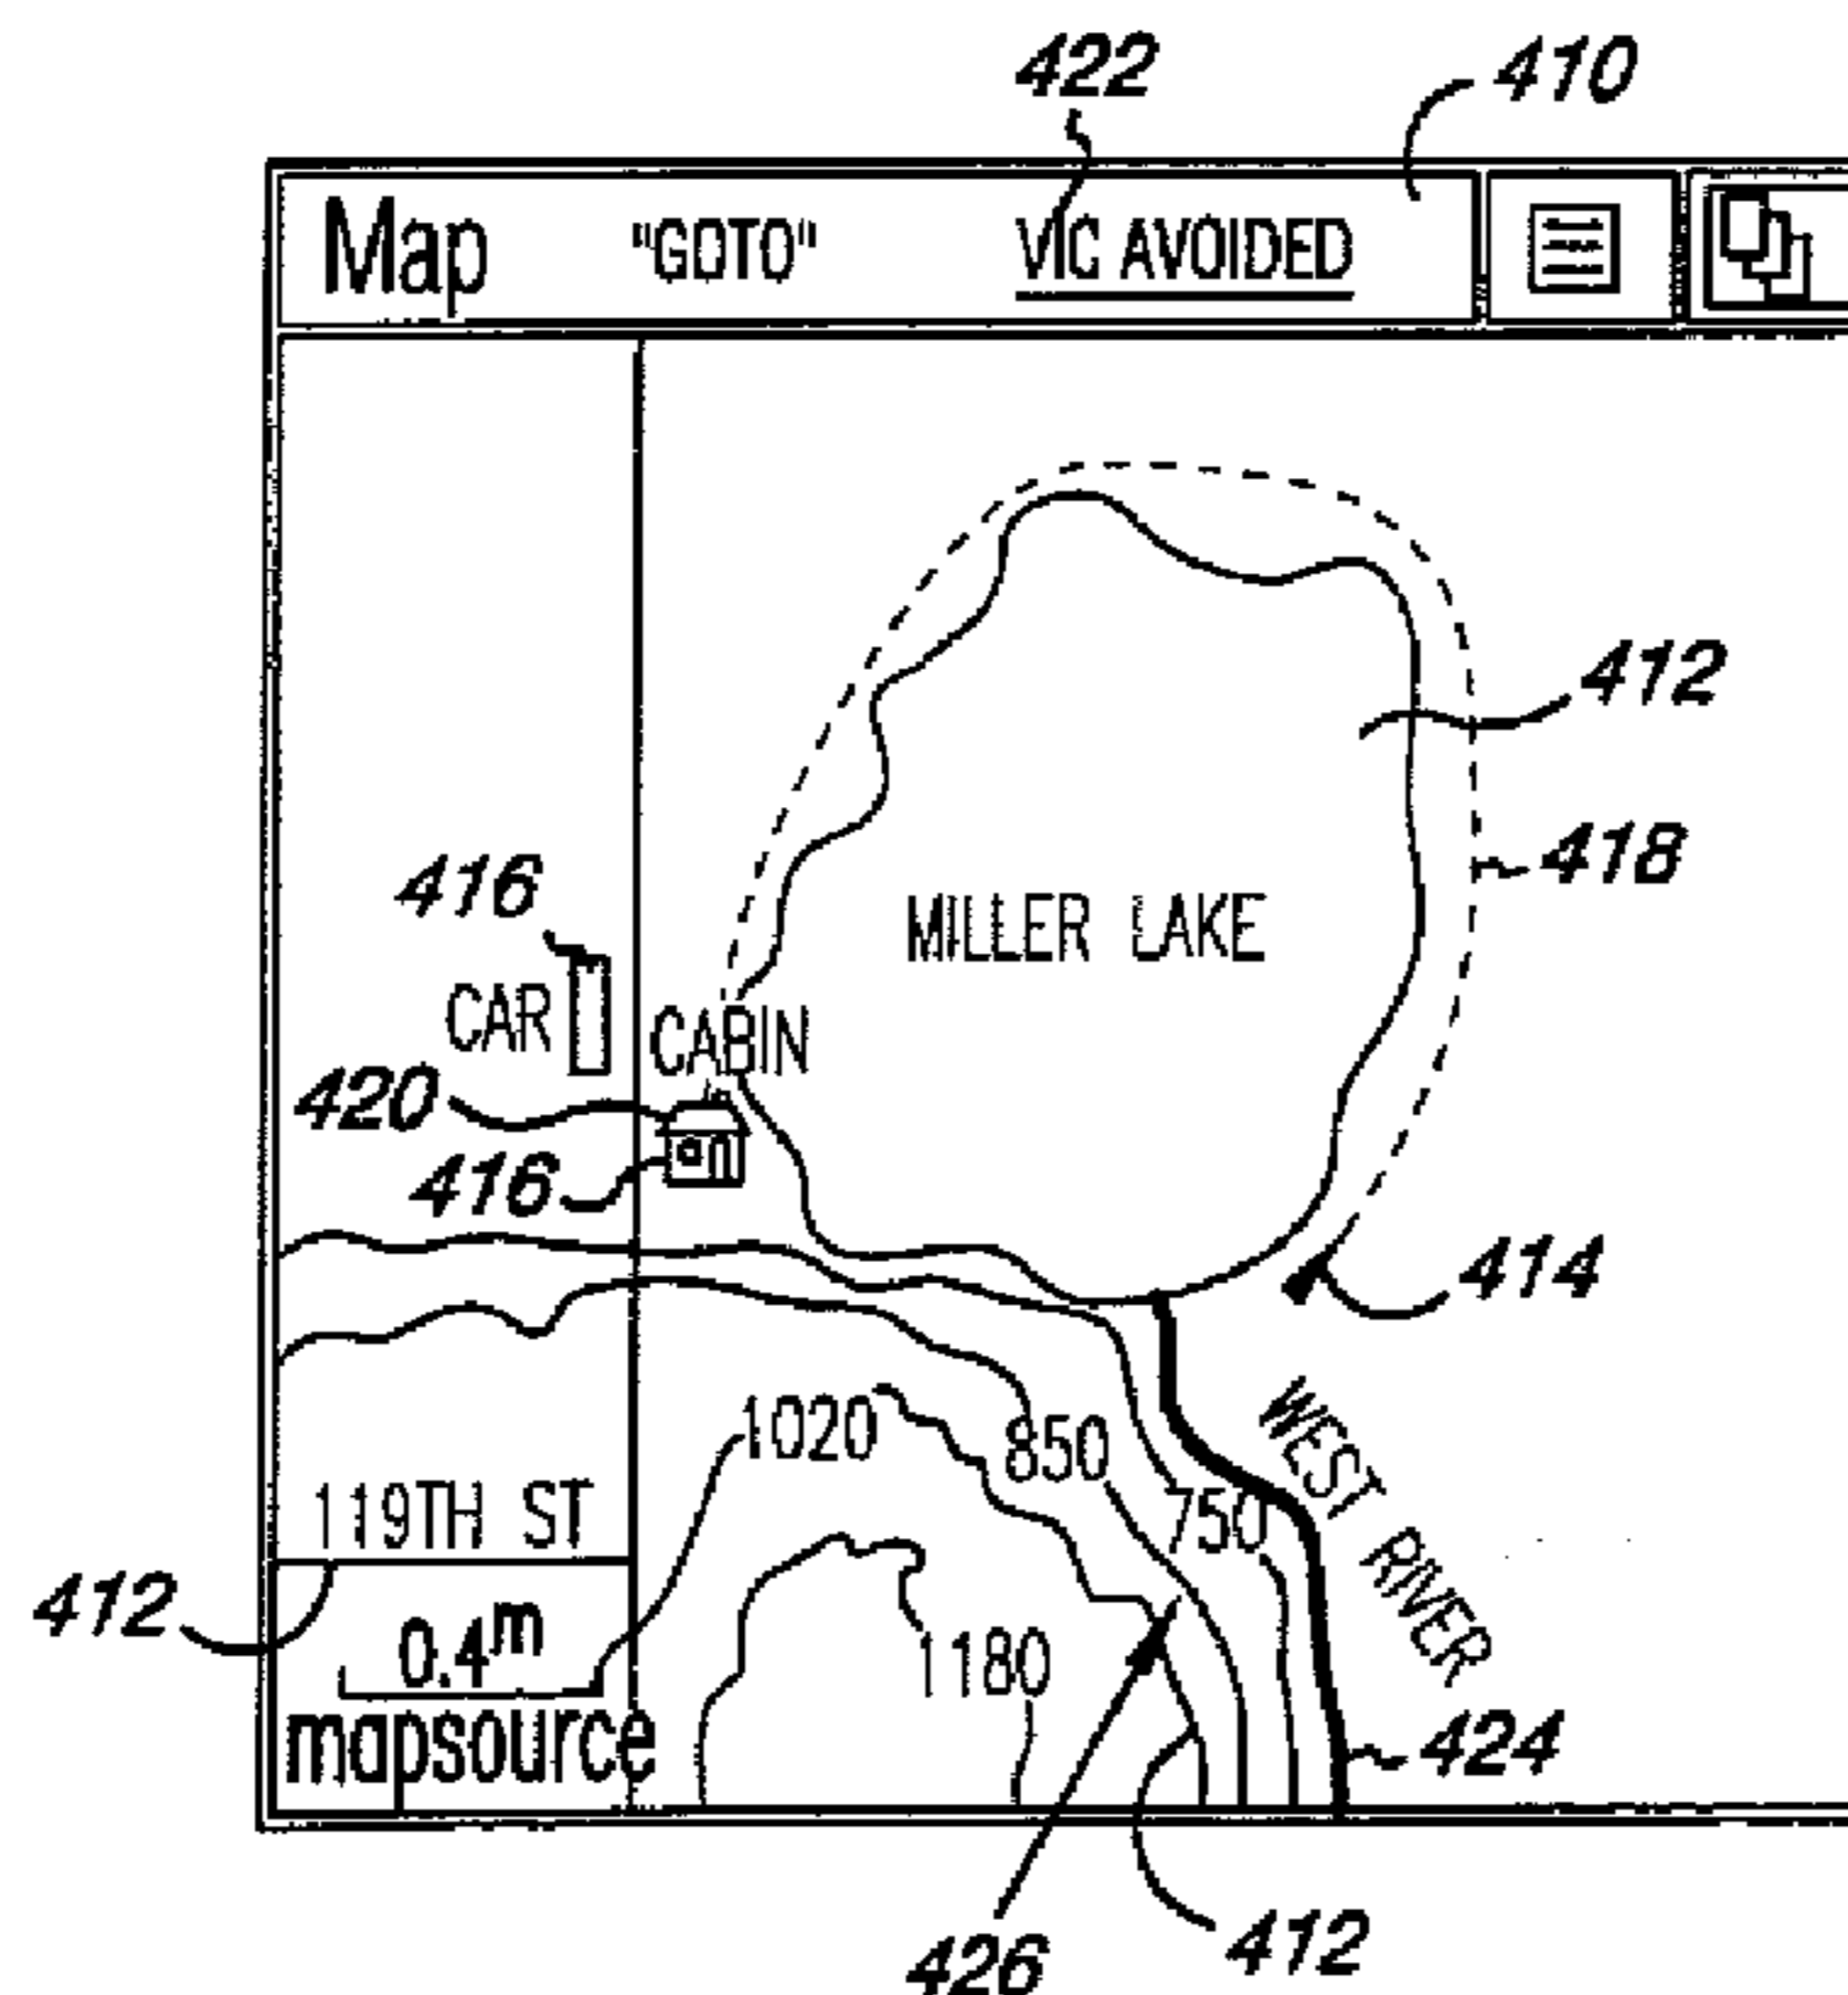 422
410
Map "GOTO" VIC AVOIDED
412
418
416
MILLER LAKE
CAR
CABIN
420
416
414
1020
850
WEST RIVER
119TH ST
750
412
0.4m
1180
mapsource
424
426
412